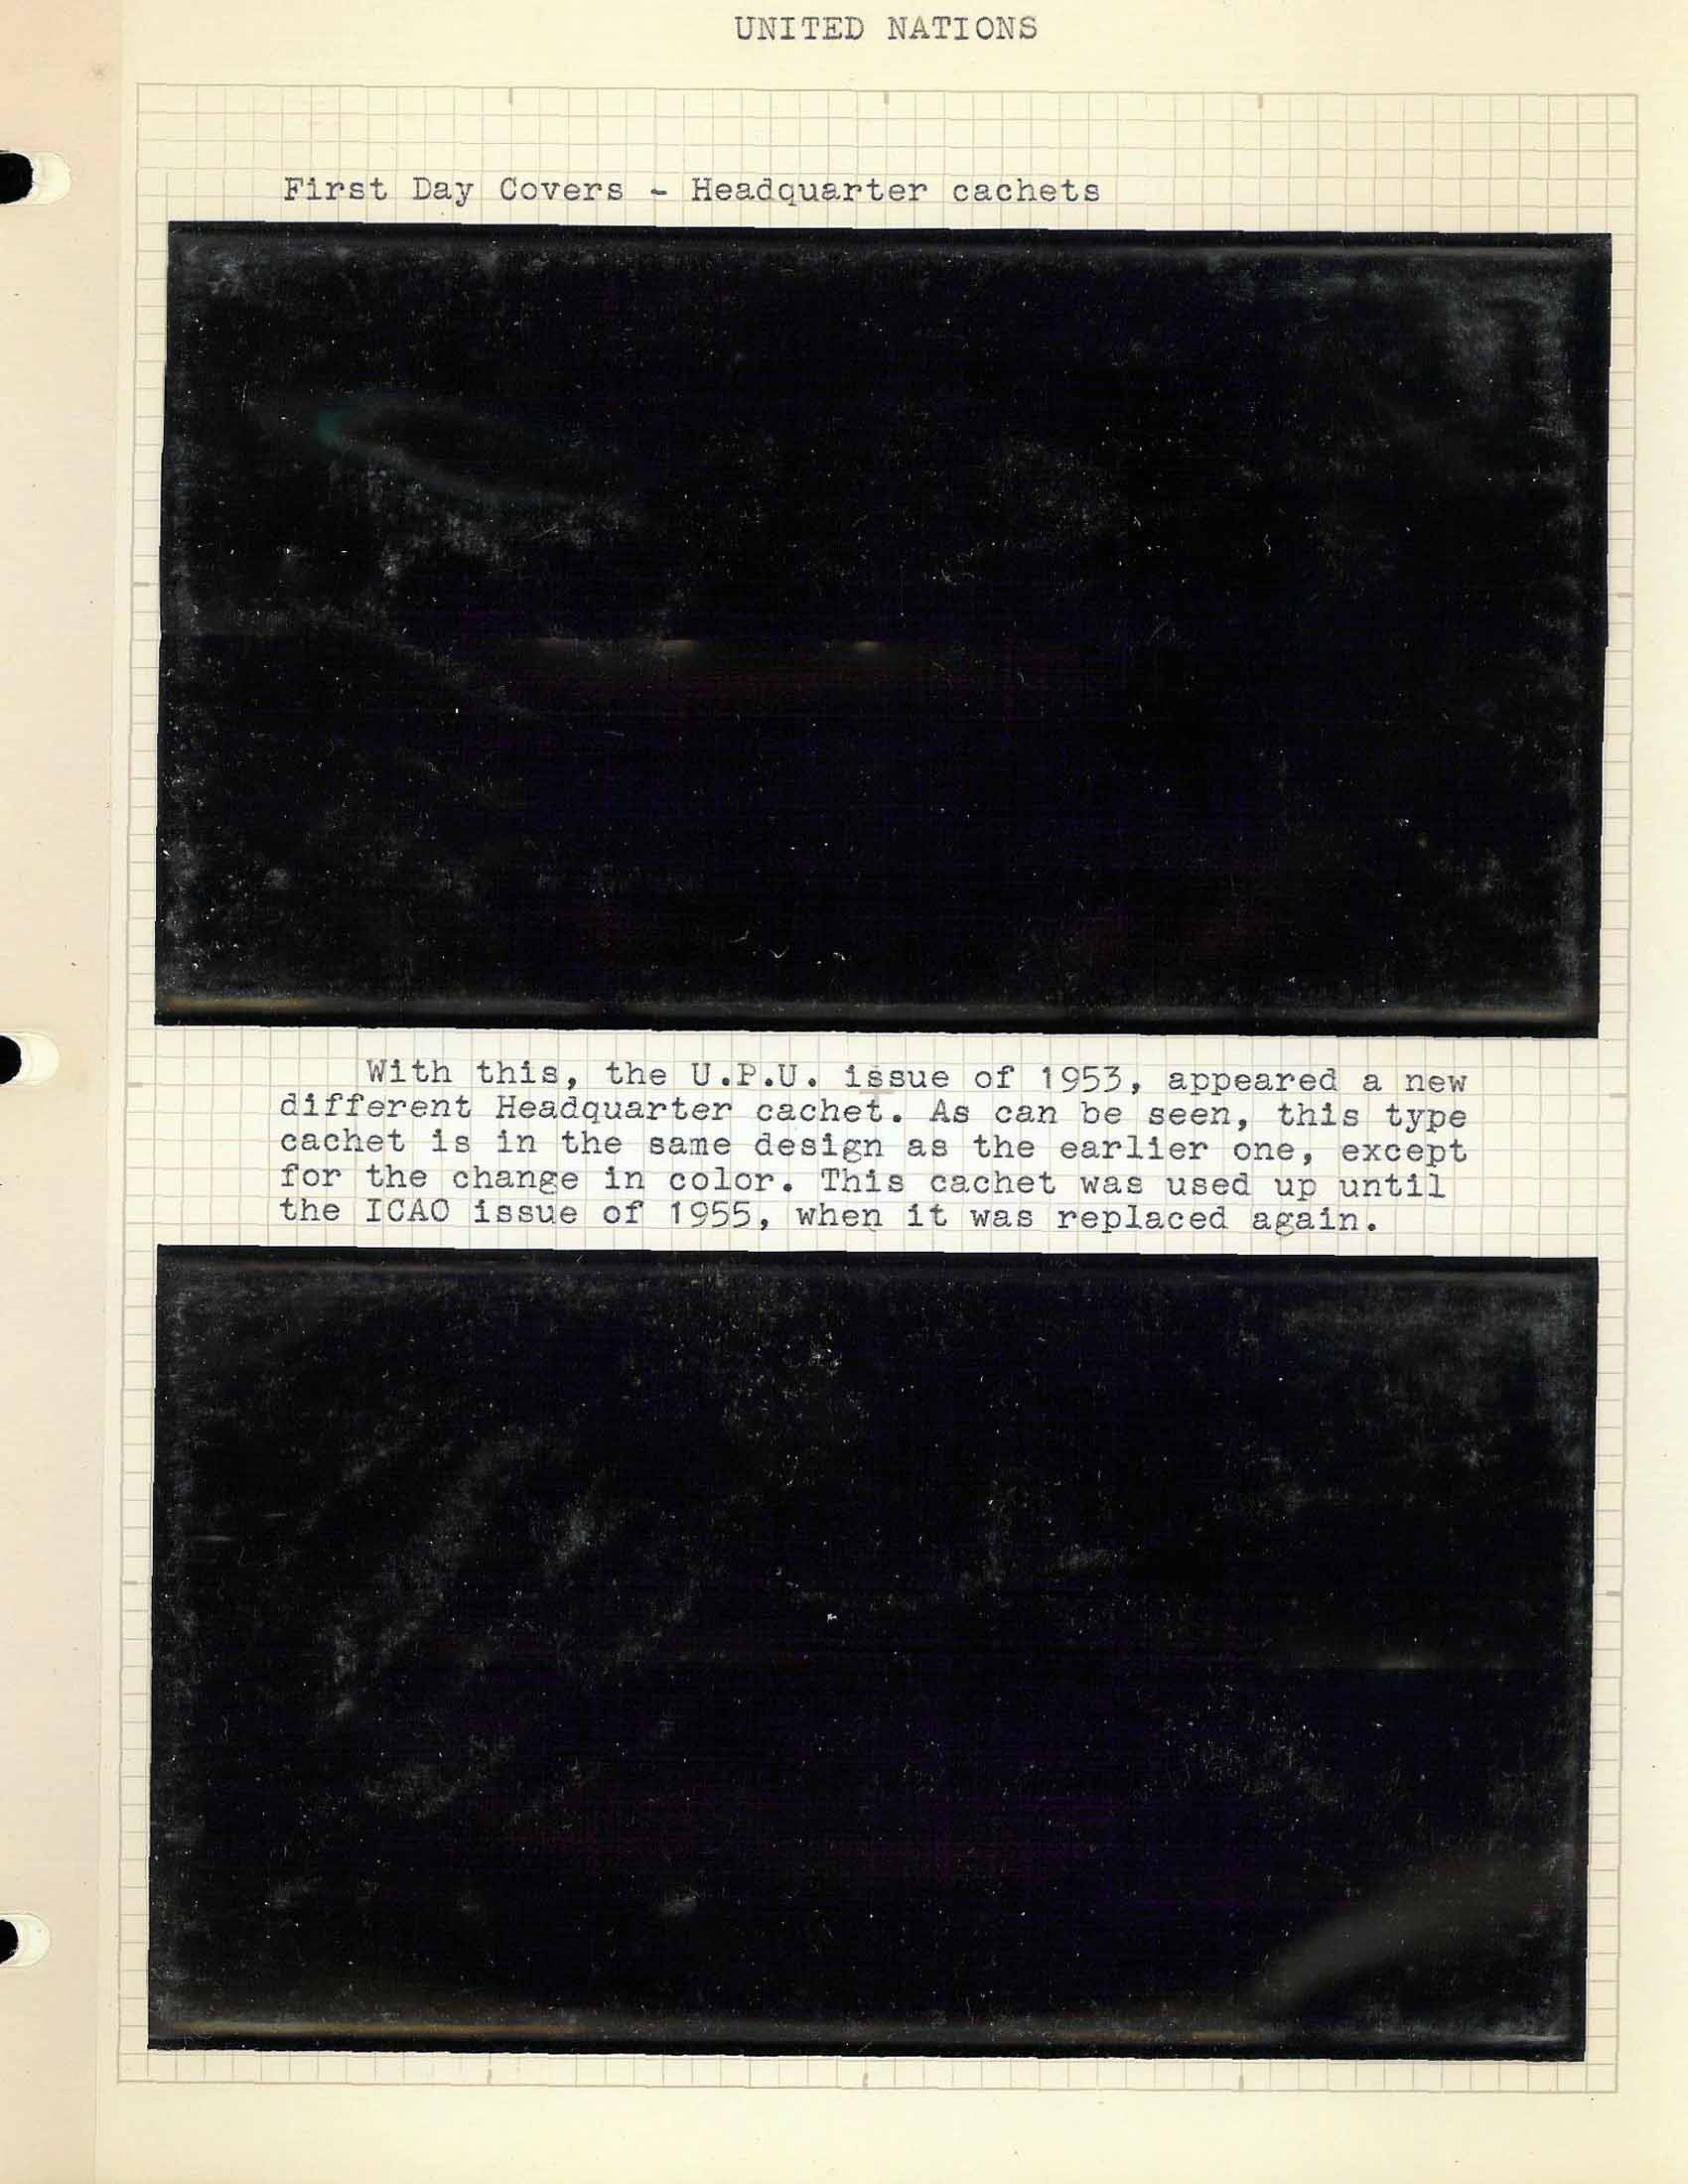 UNITED NATIONS
First Day Covers - Headquarter cachets
With this, the U.P.U. issue of 1953, appeared a new
different Headquarter cachet. As can be seen, this type
cachet is in the same design as the earlier one, except
for the change in color. This cachet was used up until
the ICAO issue of 1955, when it was replaced again.